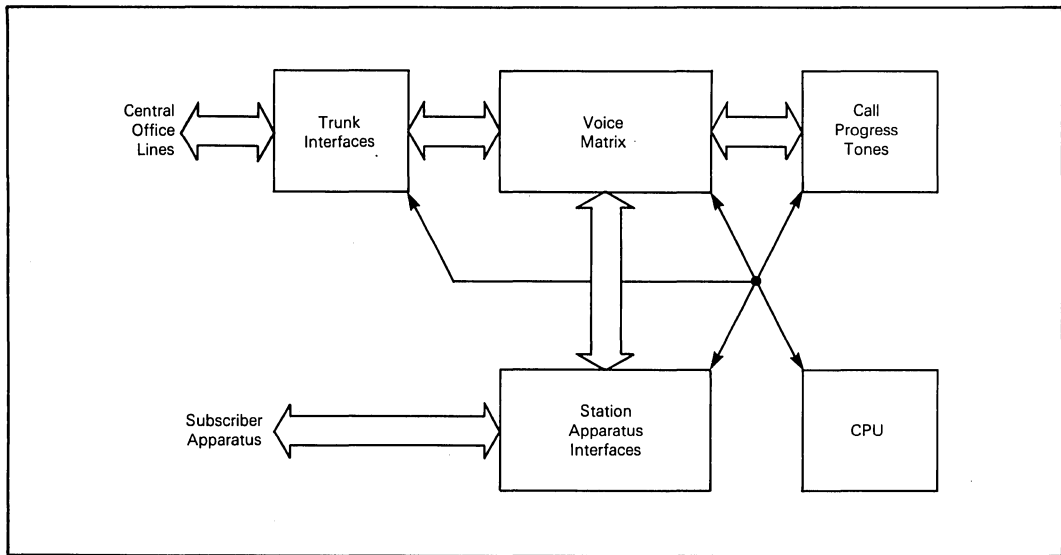 Central
Office
Lines
Trunk
Interfaces
Voice
Matrix
Call
Progress
Tones
Subscriber
Apparatus
Station
Apparatus
Interfaces
CPU